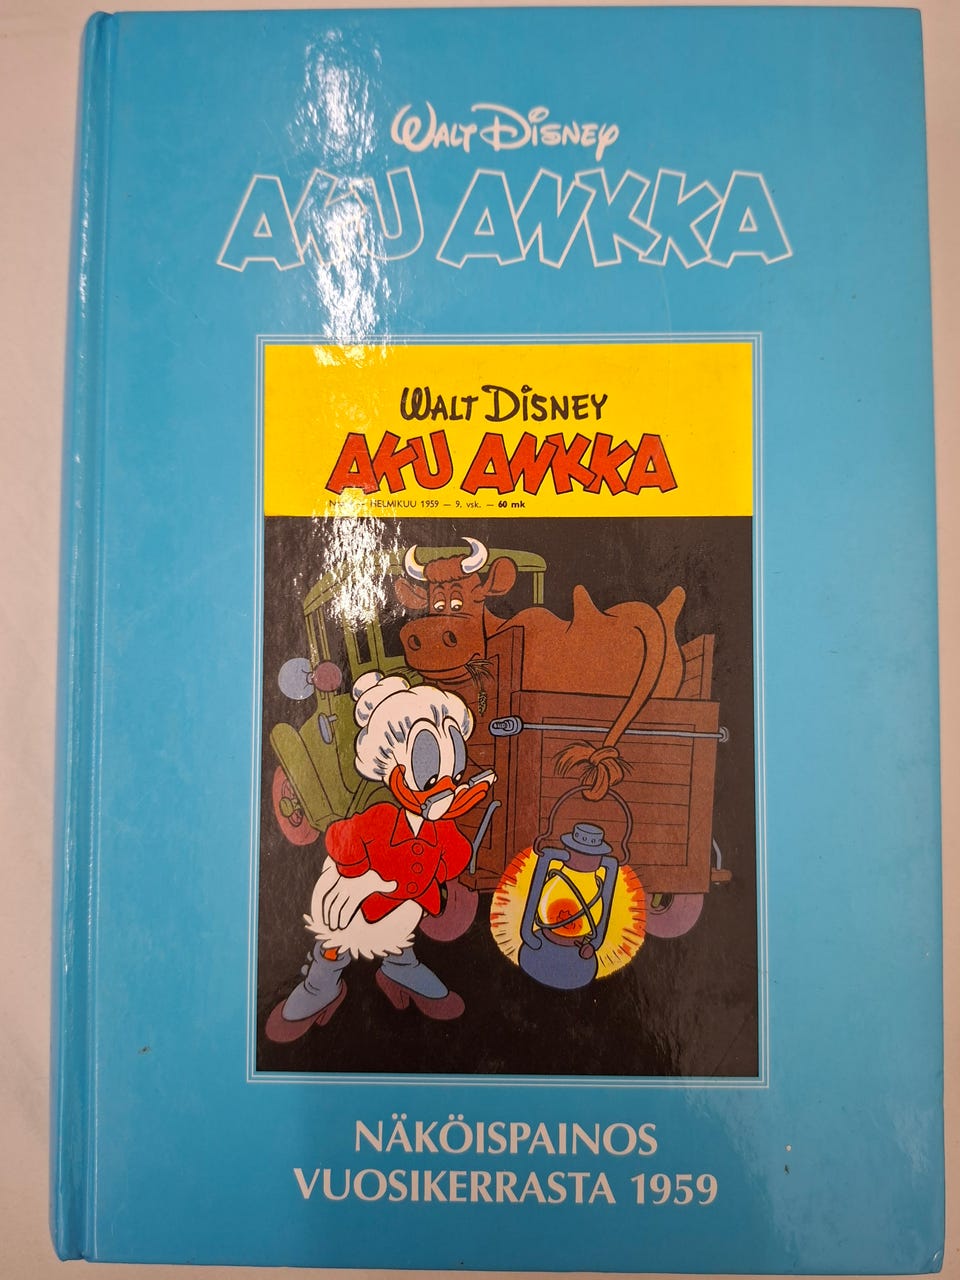 WALT DISNEY
AKU ANKKA
WALT DISNEY
AKU ANKKA
HELMIKUU 1959 — 9. vsk. — 60 mk
NÄKÖISPAINOS
VUOSIKERRASTA 1959